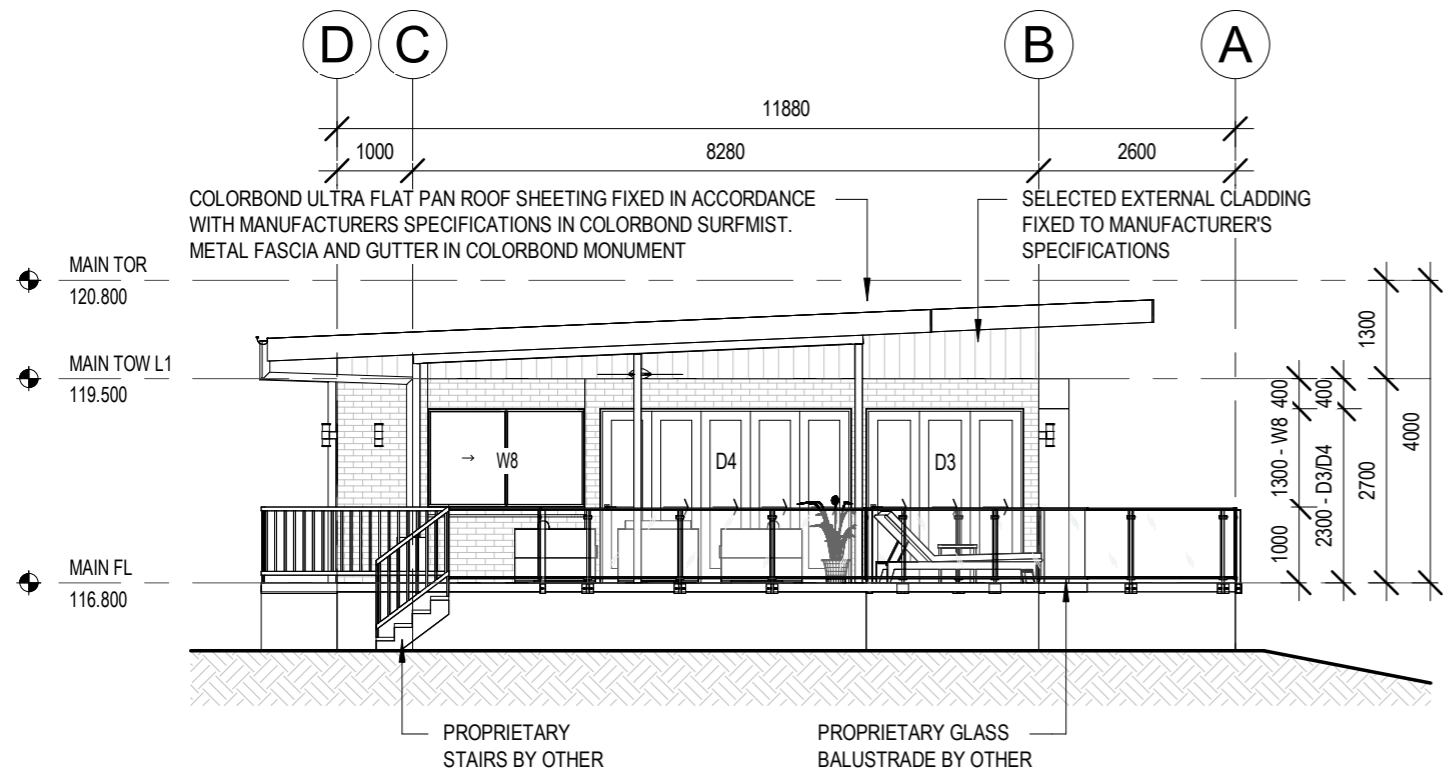 D C B A
11880
1000 8280 2600
COLORBOND ULTRA FLAT PAN ROOF SHEETING FIXED IN ACCORDANCE
WITH MANUFACTURERS SPECIFICATIONS IN COLORBOND SURFMIST.
METAL FASCIA AND GUTTER IN COLORBOND MONUMENT
SELECTED EXTERNAL CLADDING
FIXED TO MANUFACTURER'S
SPECIFICATIONS
MAIN TOR
120.800
MAIN TOW L1
119.500
MAIN FL
116.800
W8
D4
D3
400
1300 - W8
1000
400
2300 - D3/D4
1300
2700
4000
PROPRIETARY
STAIRS BY OTHER
PROPRIETARY GLASS
BALUSTRADE BY OTHER